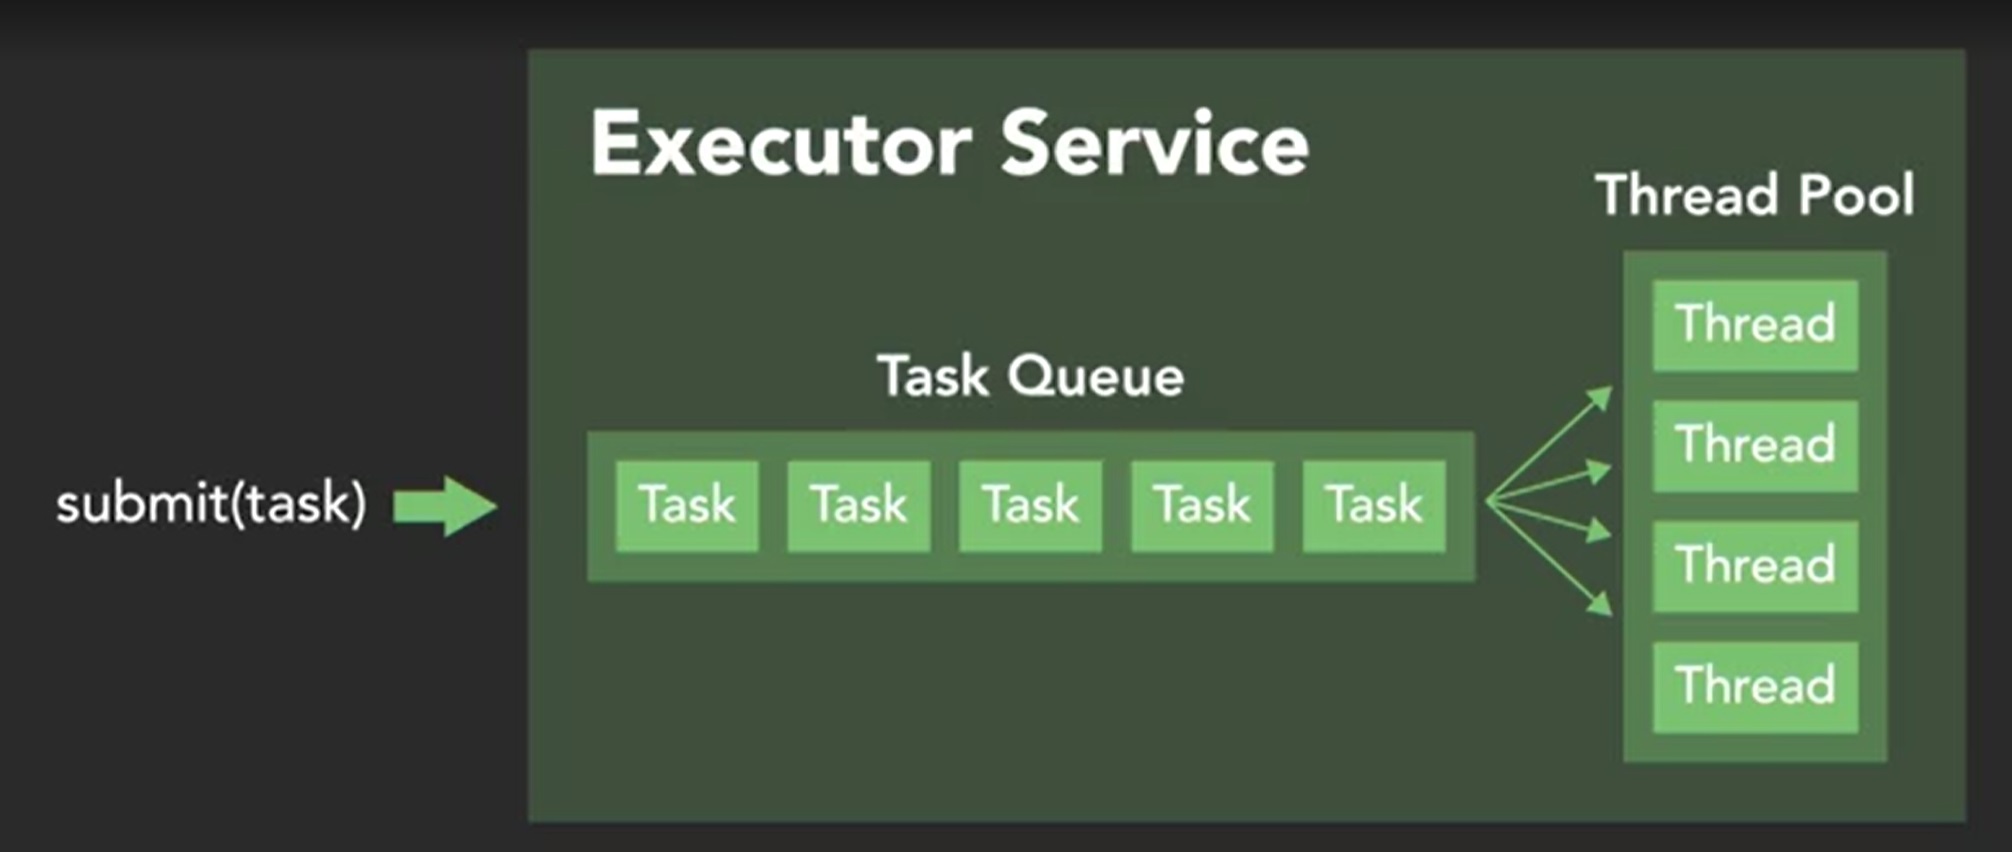 Executor Service
Thread Pool
Thread
Task Queue
Thread
submit(task)
Task Task Task Task Task
Thread
Thread